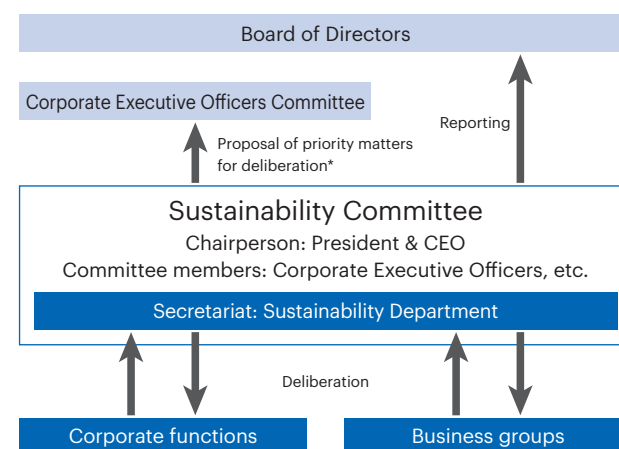 Board of Directors
Corporate Executive Officers Committee
Reporting
Proposal of priority matters
for deliberation*
Sustainability Committee
Chairperson: President & CEO
Committee members: Corporate Executive Officers, etc.
Secretariat: Sustainability Department
Deliberation
Corporate functions
Business groups